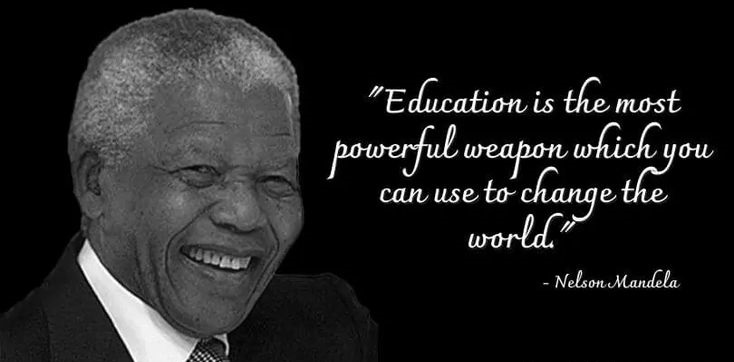 "Education is the most
powerful weapon which you
can use to change the
world."
- Nelson Mandela